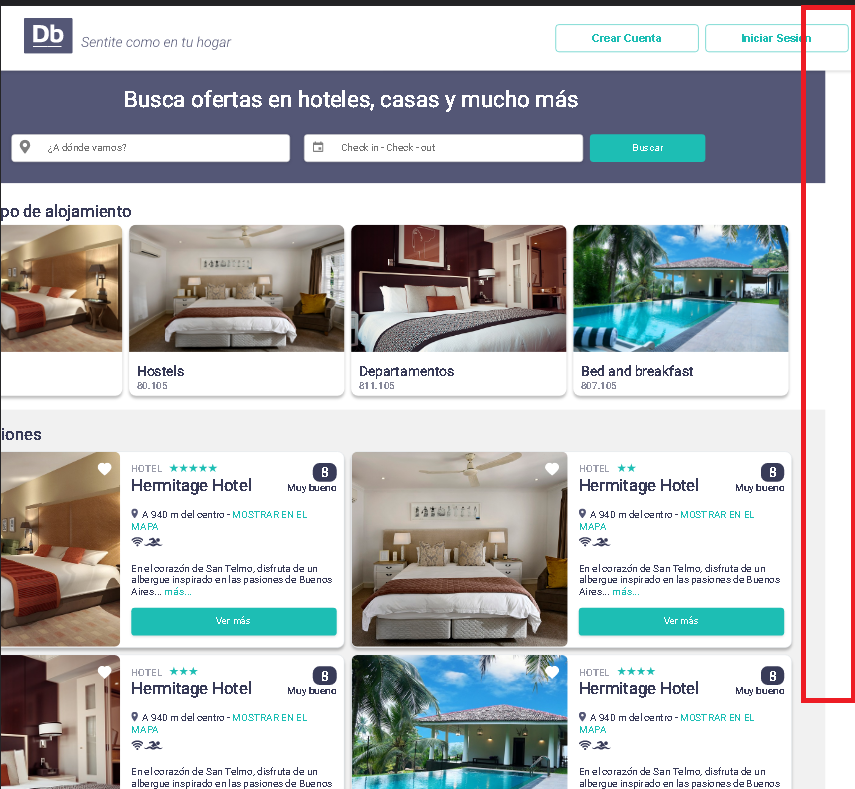 Db Sentite como en tu hogar
Crear Cuenta
Iniciar Sesión
Busca ofertas en hoteles, casas y mucho más
¿A dónde vamos?
Check in - Check - out
Buscar
po de alojamiento
Hostels
80.105
Departamentos
811.105
Bed and breakfast
807.105
iones
HOTEL
8
Hermitage Hotel
Muy bueno
A 940 m del centro - MOSTRAR EN EL
MAPA
En el corazón de San Telmo, disfruta de un
albergue inspirado en las pasiones de Buenos
Aires... más...
Ver más
HOTEL
8
Hermitage Hotel
Muy bueno
A 940 m del centro - MOSTRAR EN EL
MAPA
En el corazón de San Telmo, disfruta de un
albergue inspirado en las pasiones de Buenos
Aires... más...
Ver más
HOTEL
8
Hermitage Hotel
Muy bueno
A 940 m del centro - MOSTRAR EN EL
MAPA
En el corazón de San Telmo, disfruta de un
albergue inspirado en las pasiones de Buenos
HOTEL
8
Hermitage Hotel
Muy bueno
A 940 m del centro - MOSTRAR EN EL
MAPA
En el corazón de San Telmo, disfruta de un
albergue inspirado en las pasiones de Buenos